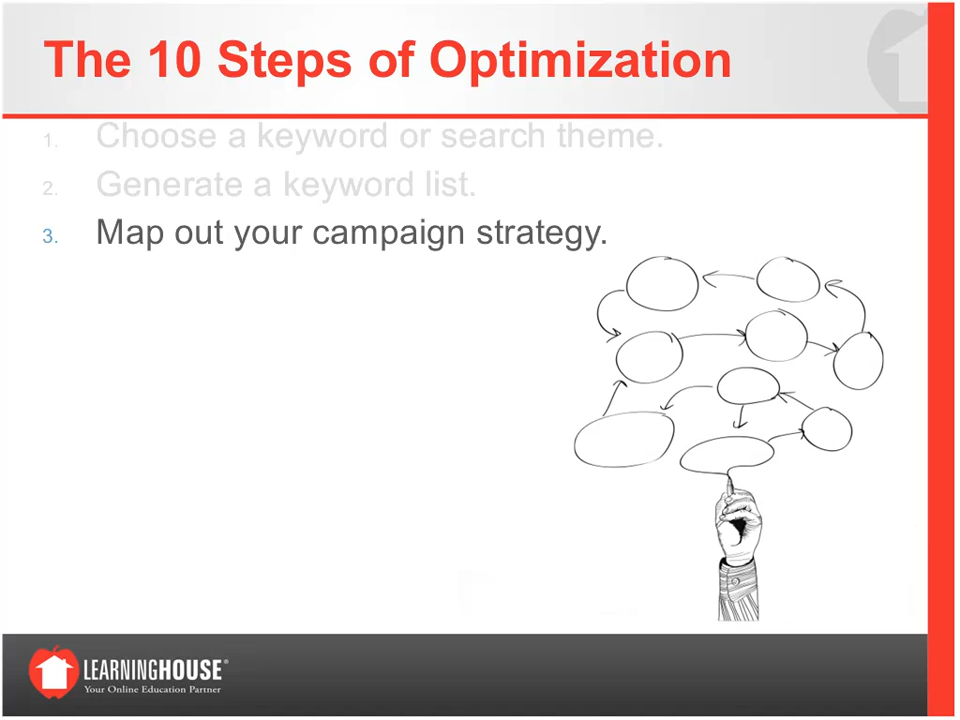 The 10 Steps of Optimization
1. Choose a keyword or search theme.
2. Generate a keyword list.
3. Map out your campaign strategy.
LEARNINGHOUSE®
Your Online Education Partner